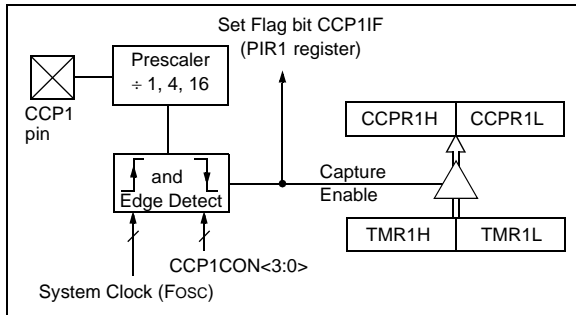 Set Flag bit CCP1IF
(PIR1 register)
Prescaler
÷ 1, 4, 16
CCP1
pin
CCPR1H CCPR1L
and
Edge Detect
Capture
Enable
TMR1H TMR1L
CCP1CON<3:0>
System Clock (FOSC)